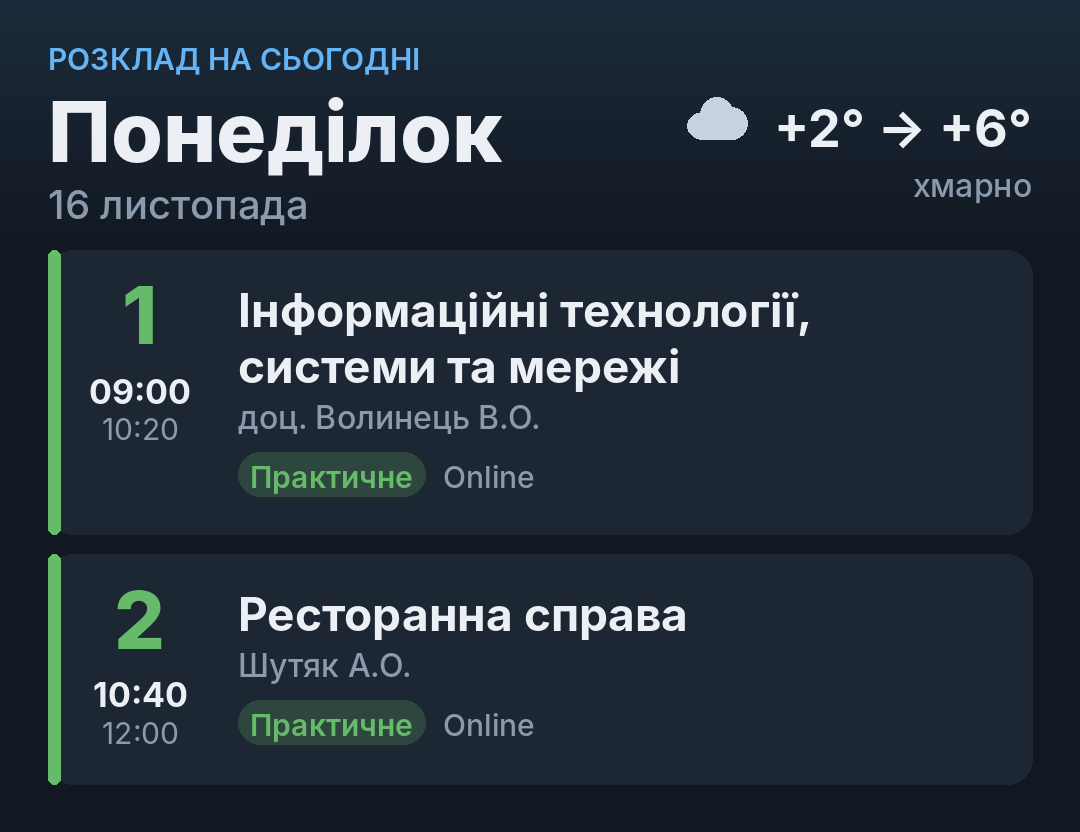 РОЗКЛАД НА СЬОГОДНІ
Понеділок
16 листопада
+2° → +6°
хмарно
1
09:00
10:20
Інформаційні технології,
системи та мережі
доц. Волинець В.О.
Практичне Online
2
10:40
12:00
Ресторанна справа
Шутяк А.О.
Практичне Online